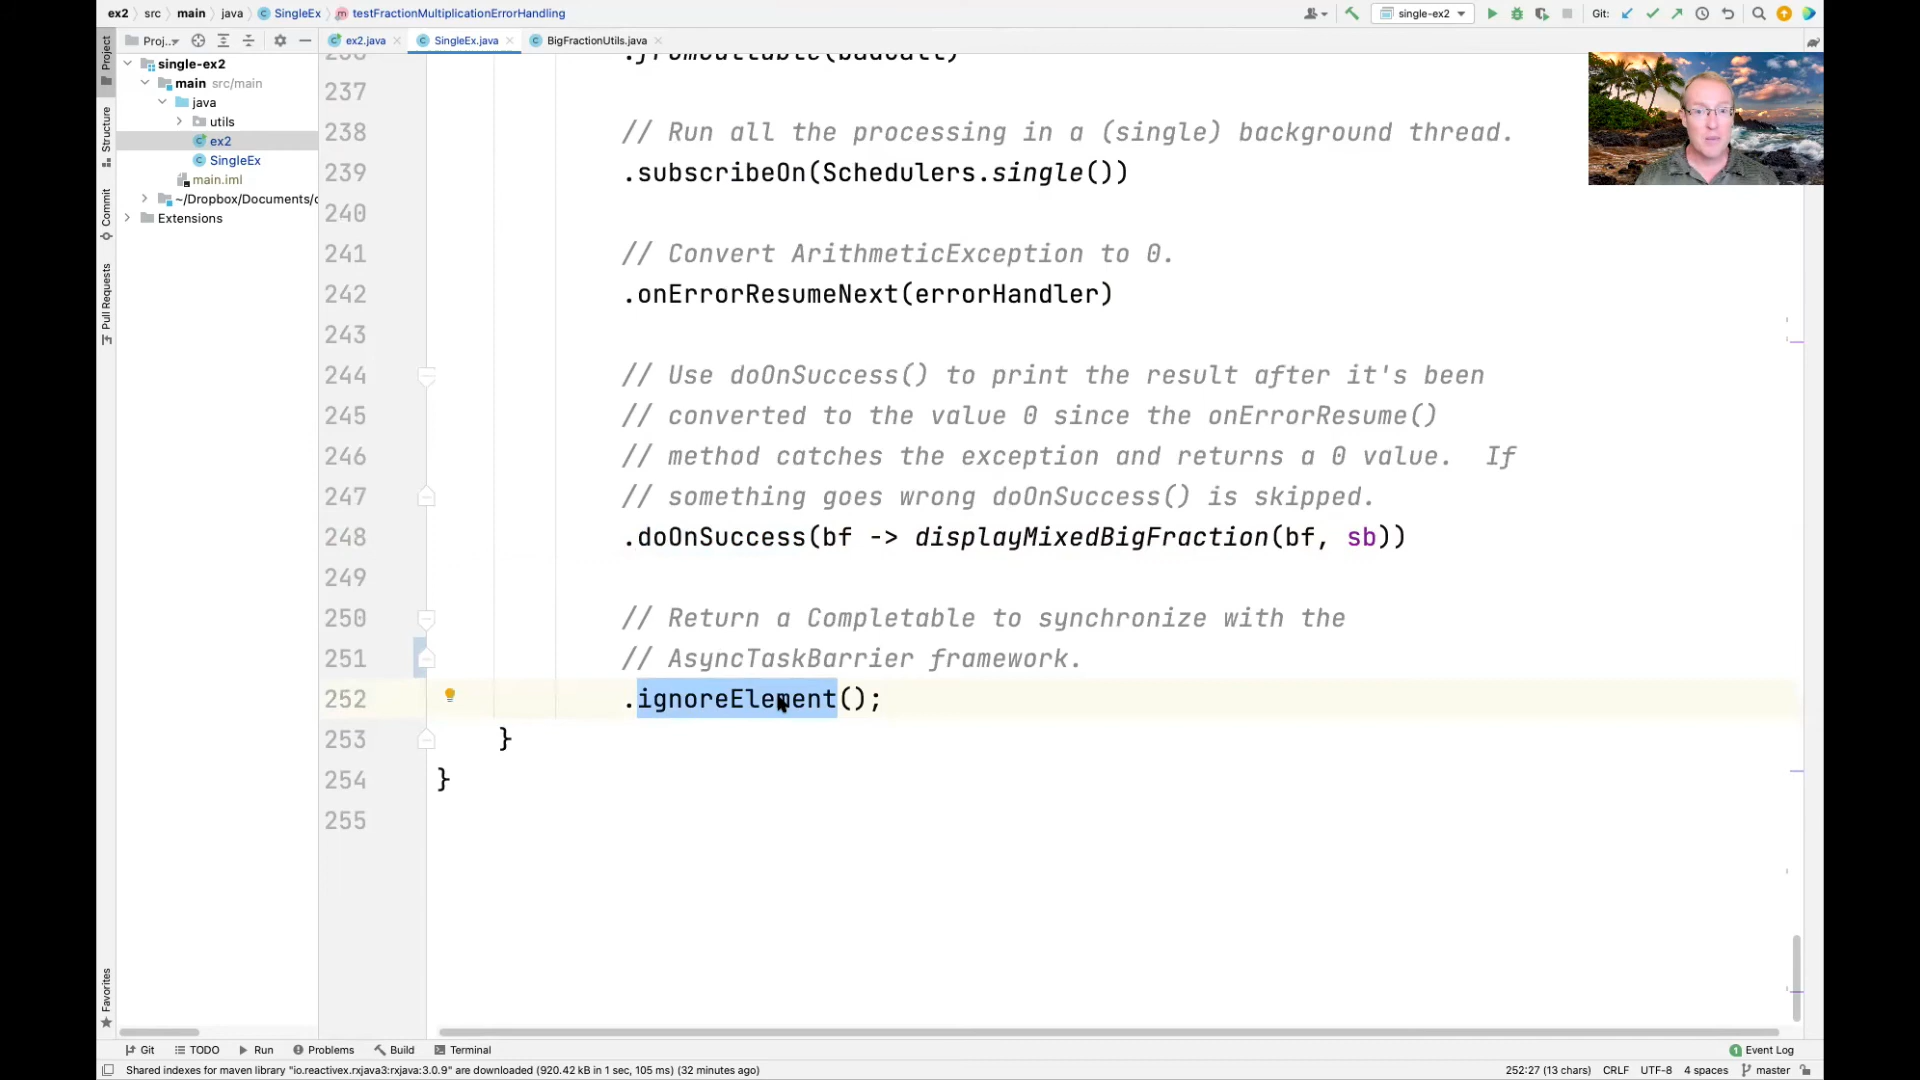 ex2 src main java SingleEx testFractionMultiplicationErrorHandling single-ex2 Git:
Proj.. ex2.java SingleEx.java BigFractionUtils.java
Project
Structure
Commit
Pull Requests
Favorites
single-ex2
main src/main
java
utils
ex2
SingleEx
main.iml
~/Dropbox/Documents/
Extensions
237
238 // Run all the processing in a (single) background thread.
239 .subscribeOn(Schedulers.single())
240
241 // Convert ArithmeticException to 0.
242 .onErrorResumeNext(errorHandler)
243
244 // Use doOnSuccess() to print the result after it's been
245 // converted to the value 0 since the onErrorResume()
246 // method catches the exception and returns a 0 value. If
247 // something goes wrong doOnSuccess() is skipped.
248 .doOnSuccess(bf -> displayMixedBigFraction(bf, sb))
249
250 // Return a Completable to synchronize with the
251 // AsyncTaskBarrier framework.
252 .ignoreElement();
253 }
254 }
255
Git TODO Run Problems Build Terminal 1 Event Log
Shared indexes for maven library "io.reactivex.rxjava3:rxjava:3.0.9" are downloaded (920.42 kB in 1 sec, 105 ms) (32 minutes ago) 252:27 (13 chars) CRLF UTF-8 4 spaces master